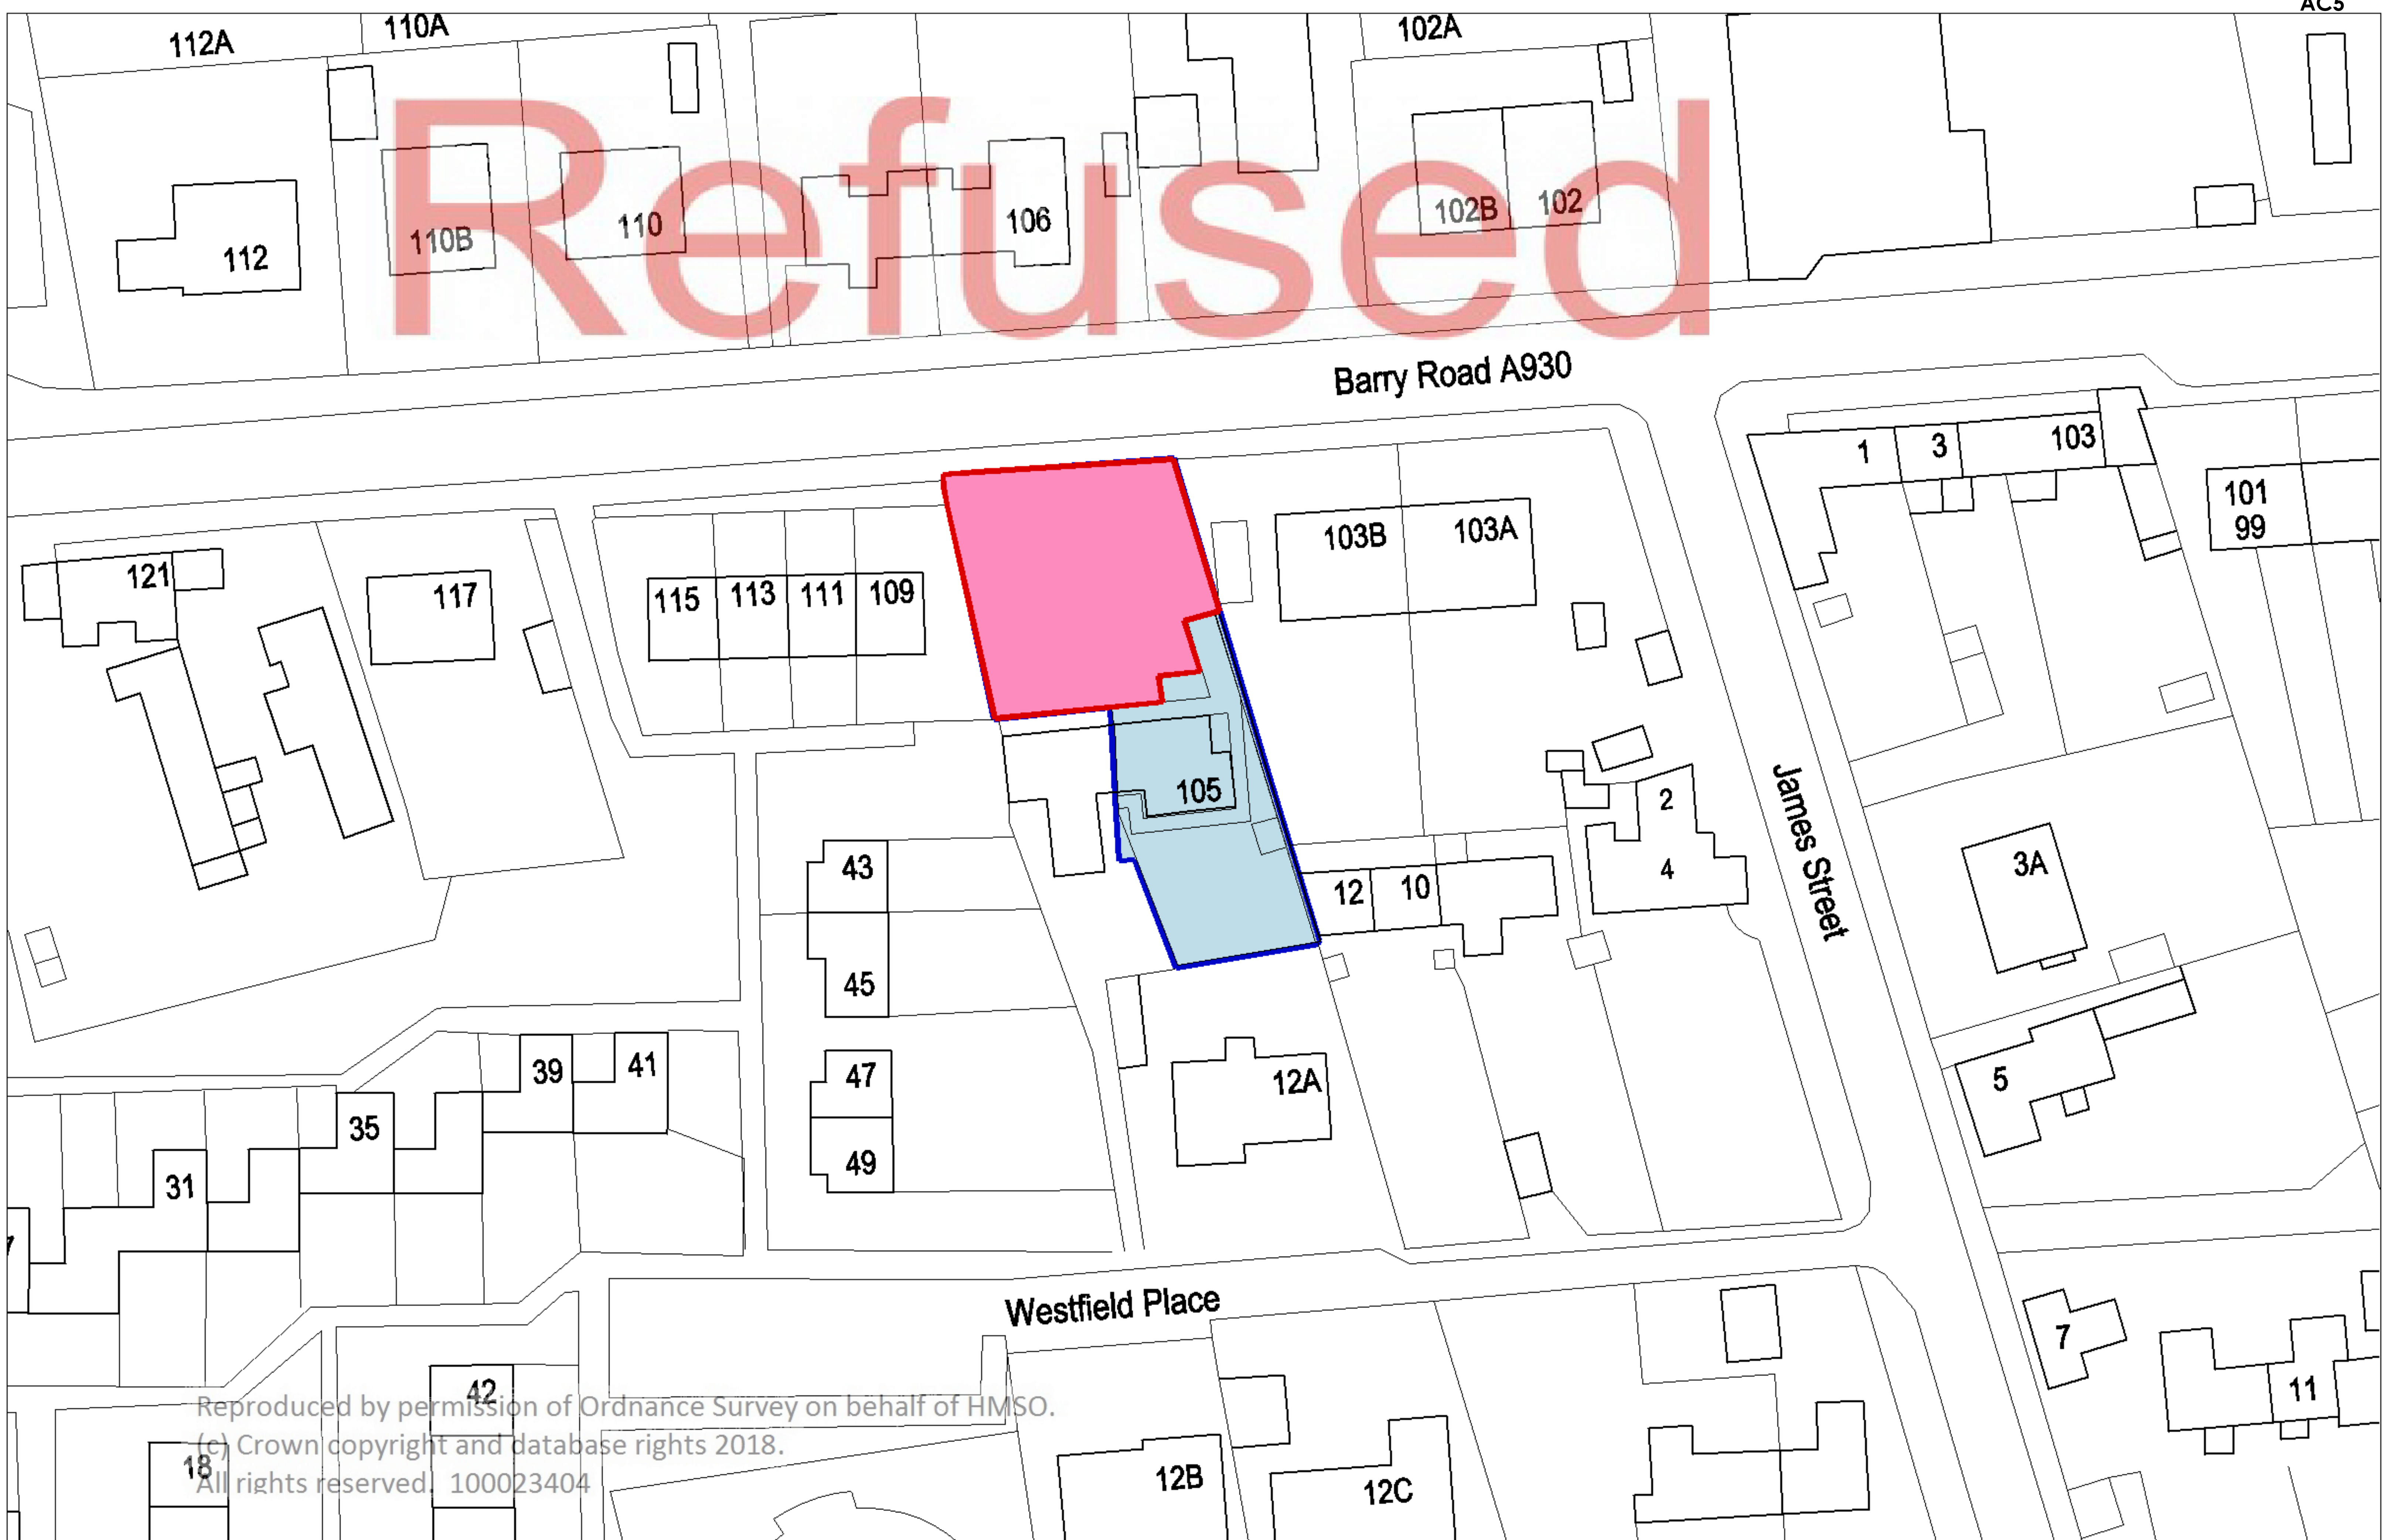 AC5
112A
110A
102A
Refused
112
110B
110
106
102B
102
Barry Road A930
1
3
103
101
99
121
117
115
113
111
109
103B
103A
105
2
4
12
10
James Street
3A
43
45
47
49
12A
39
41
35
31
5
Westfield Place
7
11
42
18
12B
12C
Reproduced by permission of Ordnance Survey on behalf of HMSO.
(c) Crown copyright and database rights 2018.
All rights reserved. 100023404